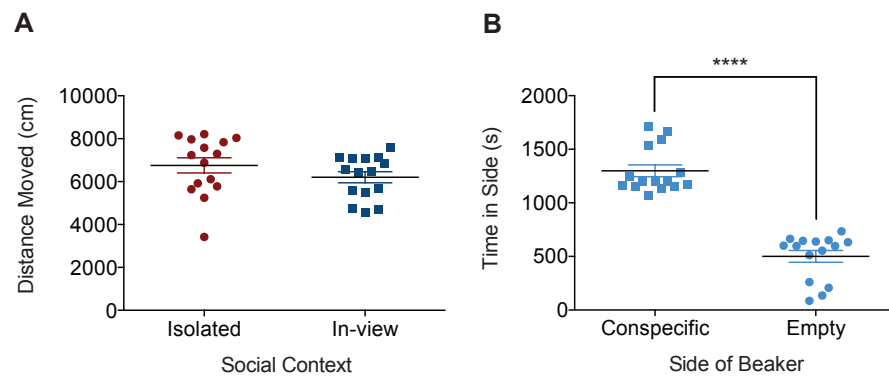 A
Distance Moved (cm)
10000
8000
6000
4000
2000
0
Isolated
In-view
Social Context
B
****
Time in Side (s)
2000
1500
1000
500
0
Conspecific
Empty
Side of Beaker